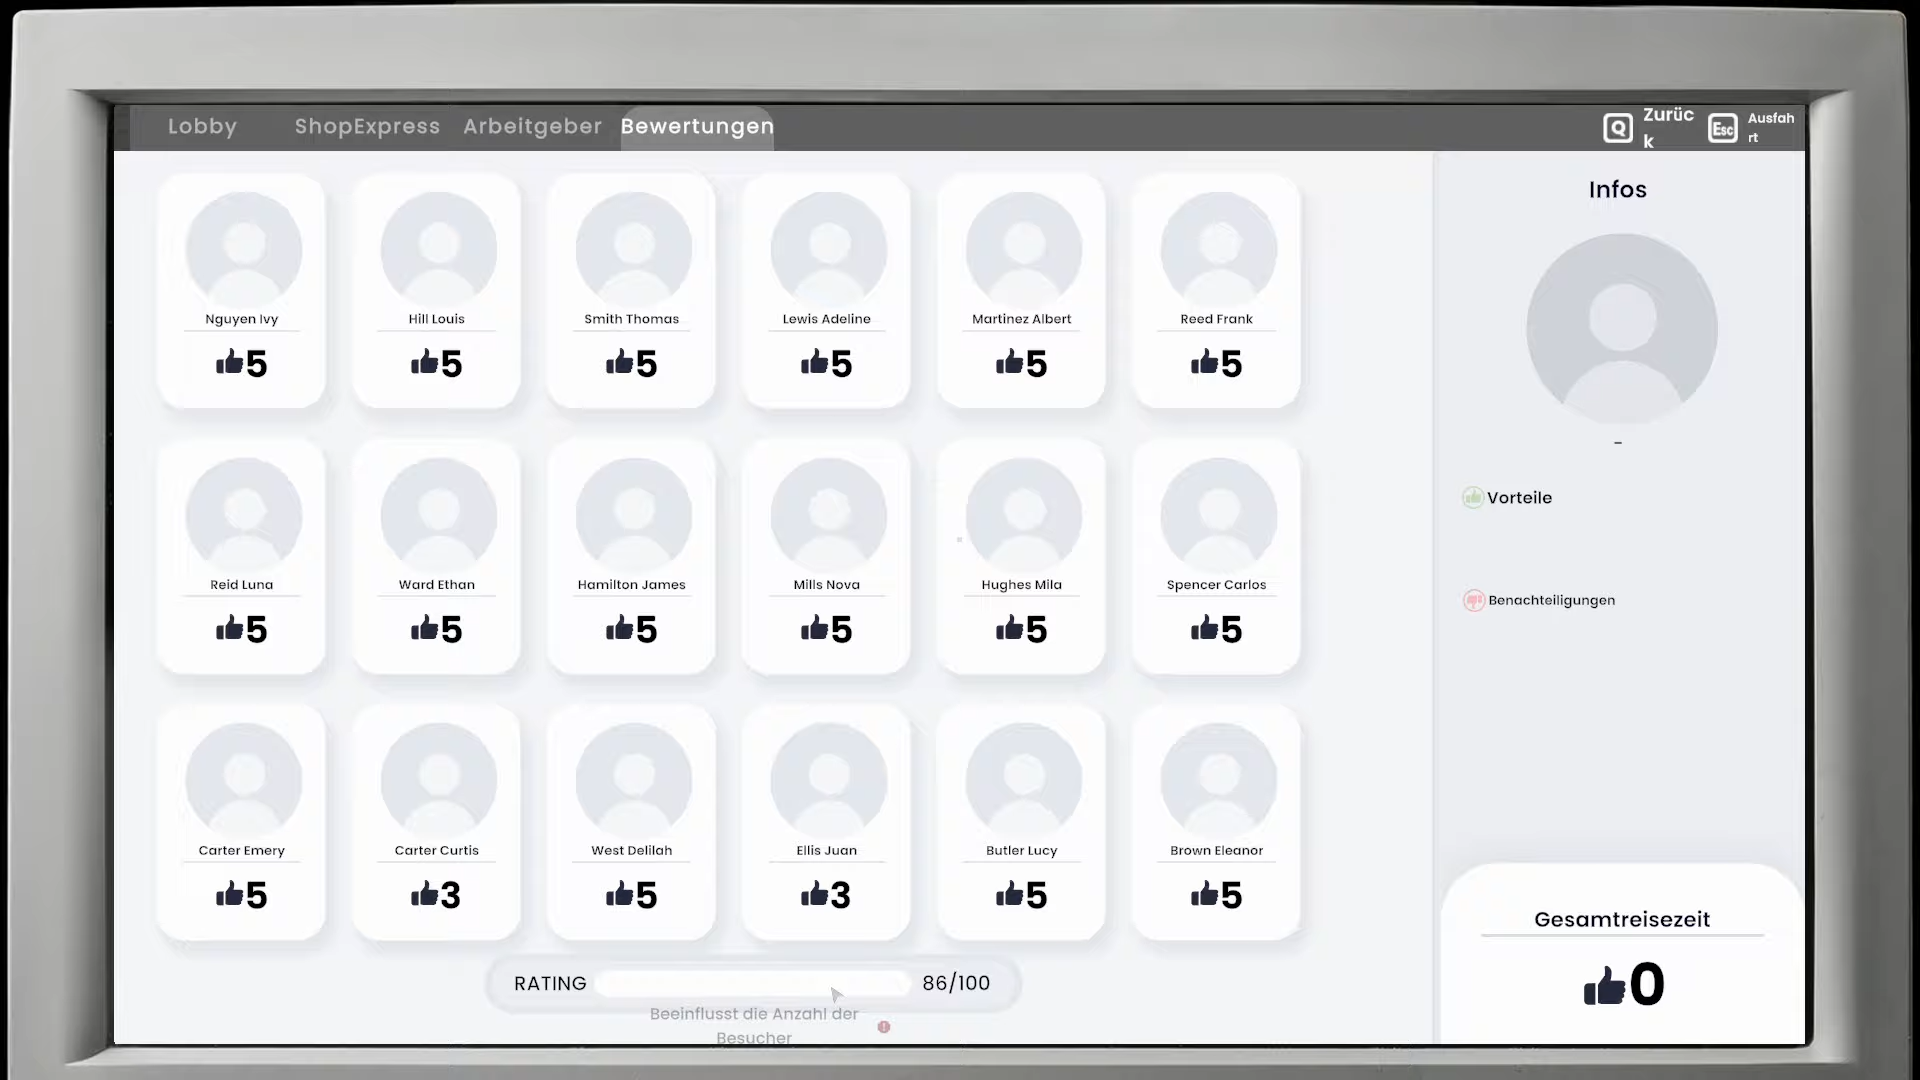 Lobby
ShopExpress
Arbeitgeber
Bewertungen
Q
Zurüc
k
Esc
Ausfah
rt
Nguyen Ivy
Hill Louis
Smith Thomas
Lewis Adeline
Martinez Albert
Reed Frank
5
5
5
5
5
5
Reid Luna
Ward Ethan
Hamilton James
Mills Nova
Hughes Mila
Spencer Carlos
5
5
5
5
5
5
Carter Emery
Carter Curtis
West Delilah
Ellis Juan
Butler Lucy
Brown Eleanor
5
3
5
3
5
5
RATING
86/100
Beeinflusst die Anzahl der
Besucher
Infos
-
Vorteile
Benachteiligungen
Gesamtreisezeit
0